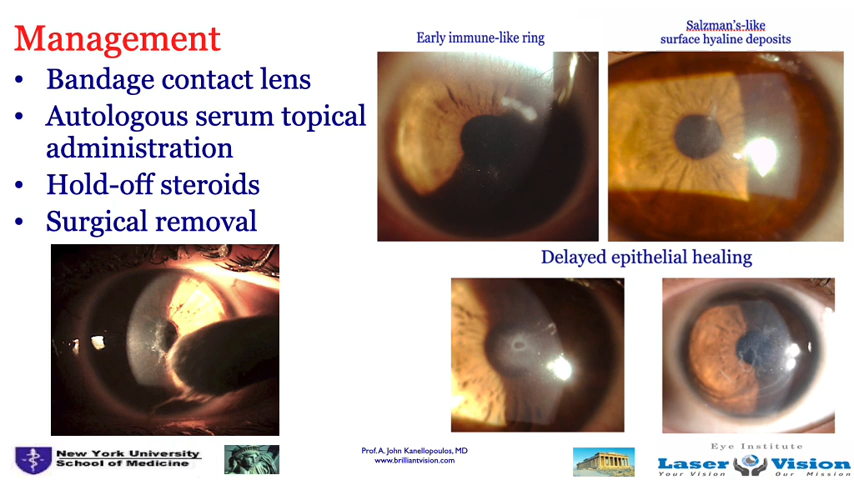 Management
• Bandage contact lens
• Autologous serum topical
administration
• Hold-off steroids
• Surgical removal
Early immune-like ring
Salzman's-like
surface hyaline deposits
Delayed epithelial healing
New York University
School of Medicine
Prof. A. John Kanellopoulos, MD
www.brilliantvision.com
Eye Institute
Laser Vision
Your Vision Our Mission